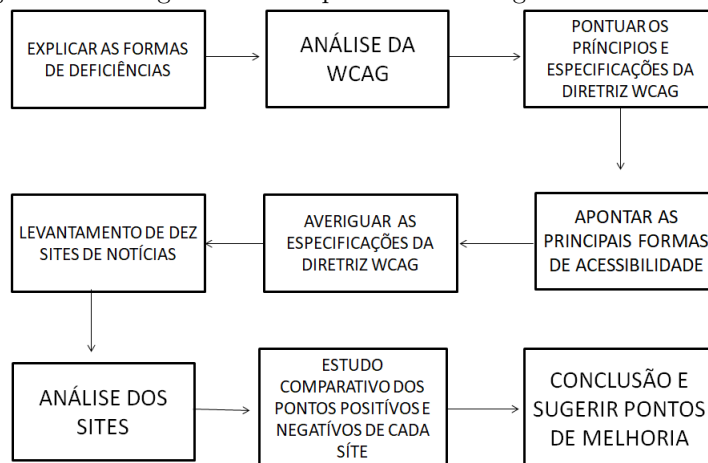 EXPLICAR AS FORMAS
DE DEFICIÊNCIAS
ANÁLISE DA
WCAG
PONTUAR OS
PRÍNCIPIOS E
ESPECIFICAÇÕES DA
DIRETRIZ WCAG
APONTAR AS
PRINCIPAIS FORMAS
DE ACESSIBILIDADE
AVERIGUAR AS
ESPECIFICAÇÕES DA
DIRETRIZ WCAG
LEVANTAMENTO DE DEZ
SITES DE NOTÍCIAS
ANÁLISE DOS
SITES
ESTUDO
COMPARATIVO DOS
PONTOS POSITÍVOS E
NEGATÍVOS DE CADA
SÍTE
CONCLUSÃO E
SUGERIR PONTOS
DE MELHORIA